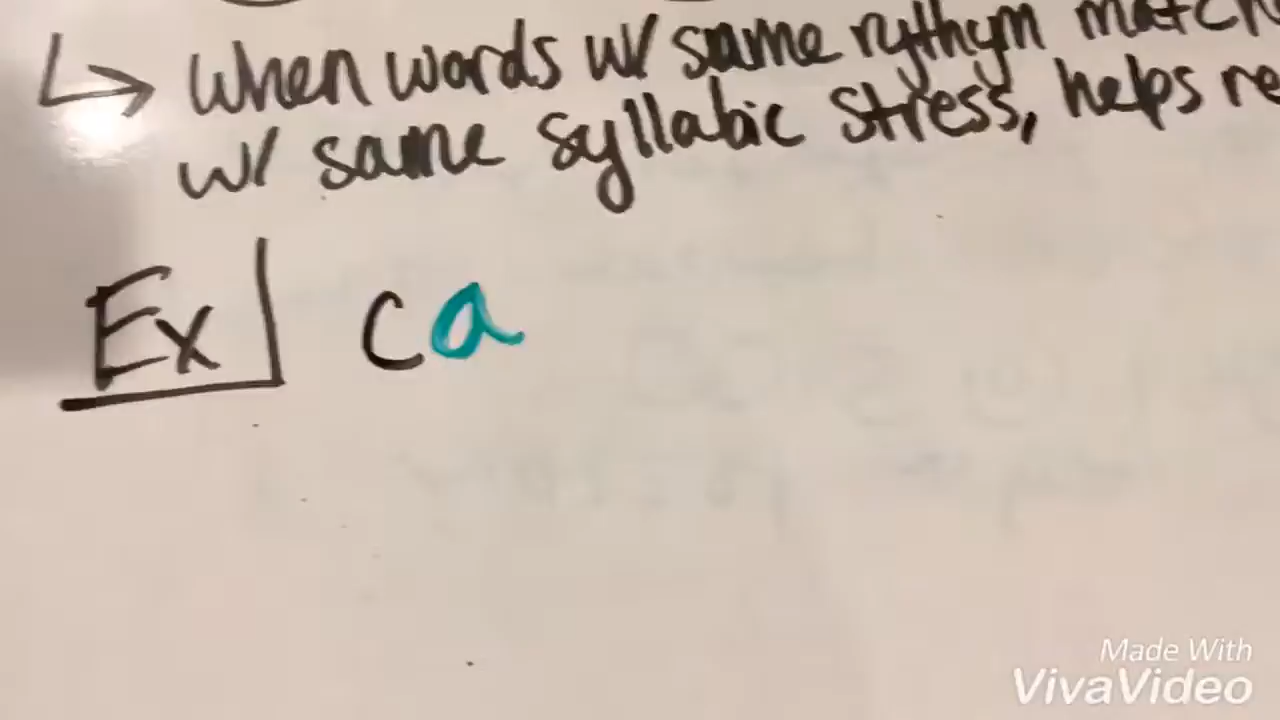 ↳ when words w/ same rythym match
w/ same syllabic stress, helps re
Ex ca
Made With
VivaVideo